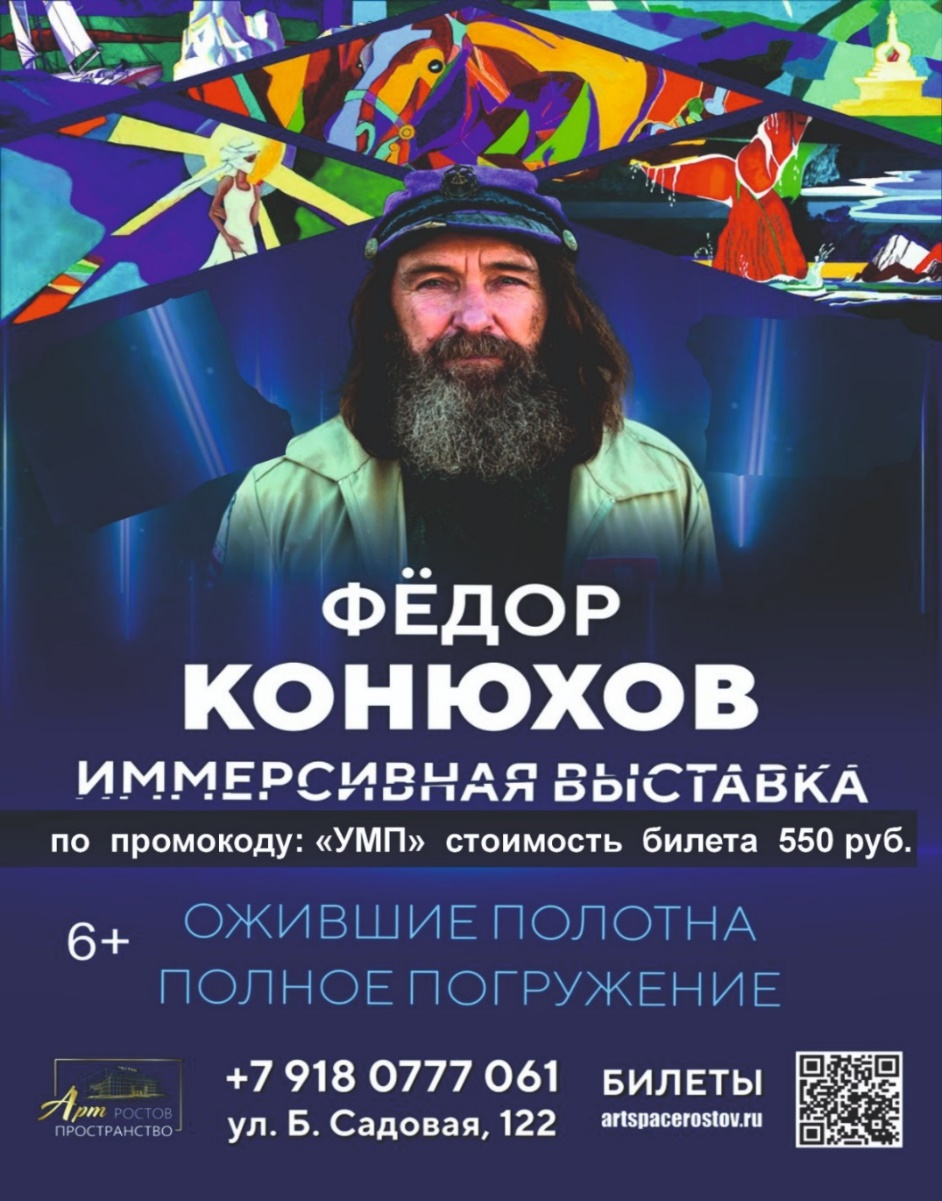 ФЁДОР
КОНЮХОВ
ИММЕРСИВНАЯ ВЫСТАВКА
по промокоду: «УМП» стоимость билета 550 руб.
6+
ОЖИВШИЕ ПОЛОТНА
ПОЛНОЕ ПОГРУЖЕНИЕ
Арт РОСТОВ
ПРОСТРАНСТВО
+7 918 0777 061
ул. Б. Садовая, 122
БИЛЕТЫ
artspacerostov.ru